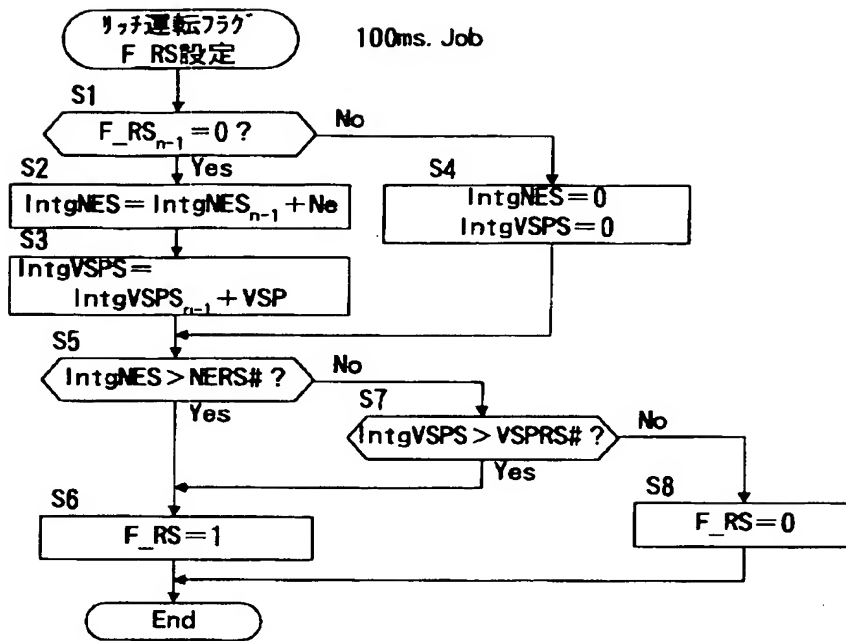 ﾘｯﾁ運転ﾌﾗｸﾞ
F_RS設定
100ms. Job
S1
F_RSn-1=0?
No
Yes
S2
IntgNES=IntgNESn-1+Ne
S4
IntgNES=0
IntgVSPS=0
S3
IntgVSPS=
IntgVSPSn-1+VSP
S5
IntgNES>NERS#?
No
Yes
S7
IntgVSPS>VSPRS#?
No
Yes
S6
F_RS=1
S8
F_RS=0
End